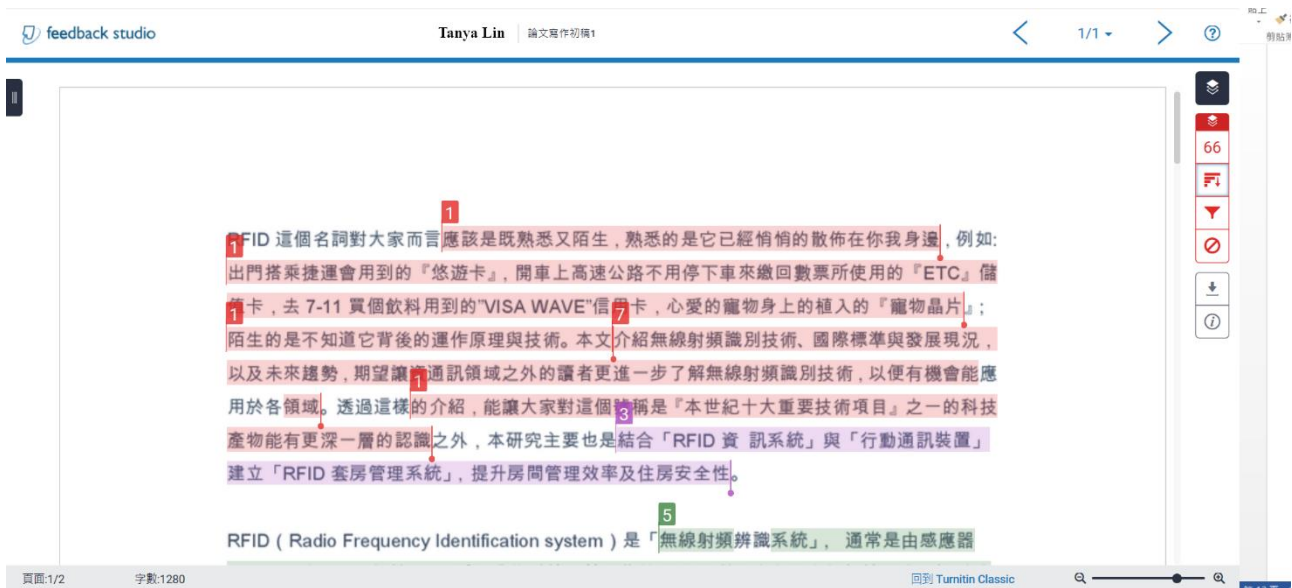 feedback studio
Tanya Lin 論文寫作初稿1
1/1
66
1
RFID 這個名詞對大家而言應該是既熟悉又陌生，熟悉的是它已經悄悄的散佈在你我身邊，例如:
1
出門搭乘捷運會用到的『悠遊卡』，開車上高速公路不用停下車來繳回數票所使用的『ETC』儲
值卡，去 7-11 買個飲料用到的"VISA WAVE"信用卡，心愛的寵物身上的植入的『寵物晶片』；
1
7
陌生的是不知道它背後的運作原理與技術。本文介紹無線射頻識別技術、國際標準與發展現況，
以及未來趨勢，期望讓資通訊領域之外的讀者更進一步了解無線射頻識別技術，以便有機會能應
1
用於各領域。透過這樣的介紹，能讓大家對這個號稱是『本世紀十大重要技術項目』之一的科技
3
產物能有更深一層的認識之外，本研究主要也是結合「RFID 資 訊系統」與「行動通訊裝置」
建立「RFID 套房管理系統」，提升房間管理效率及住房安全性。
5
RFID ( Radio Frequency Identification system ) 是「無線射頻辨識系統」， 通常是由感應器
頁面:1/2 字數:1280 回到 Turnitin Classic